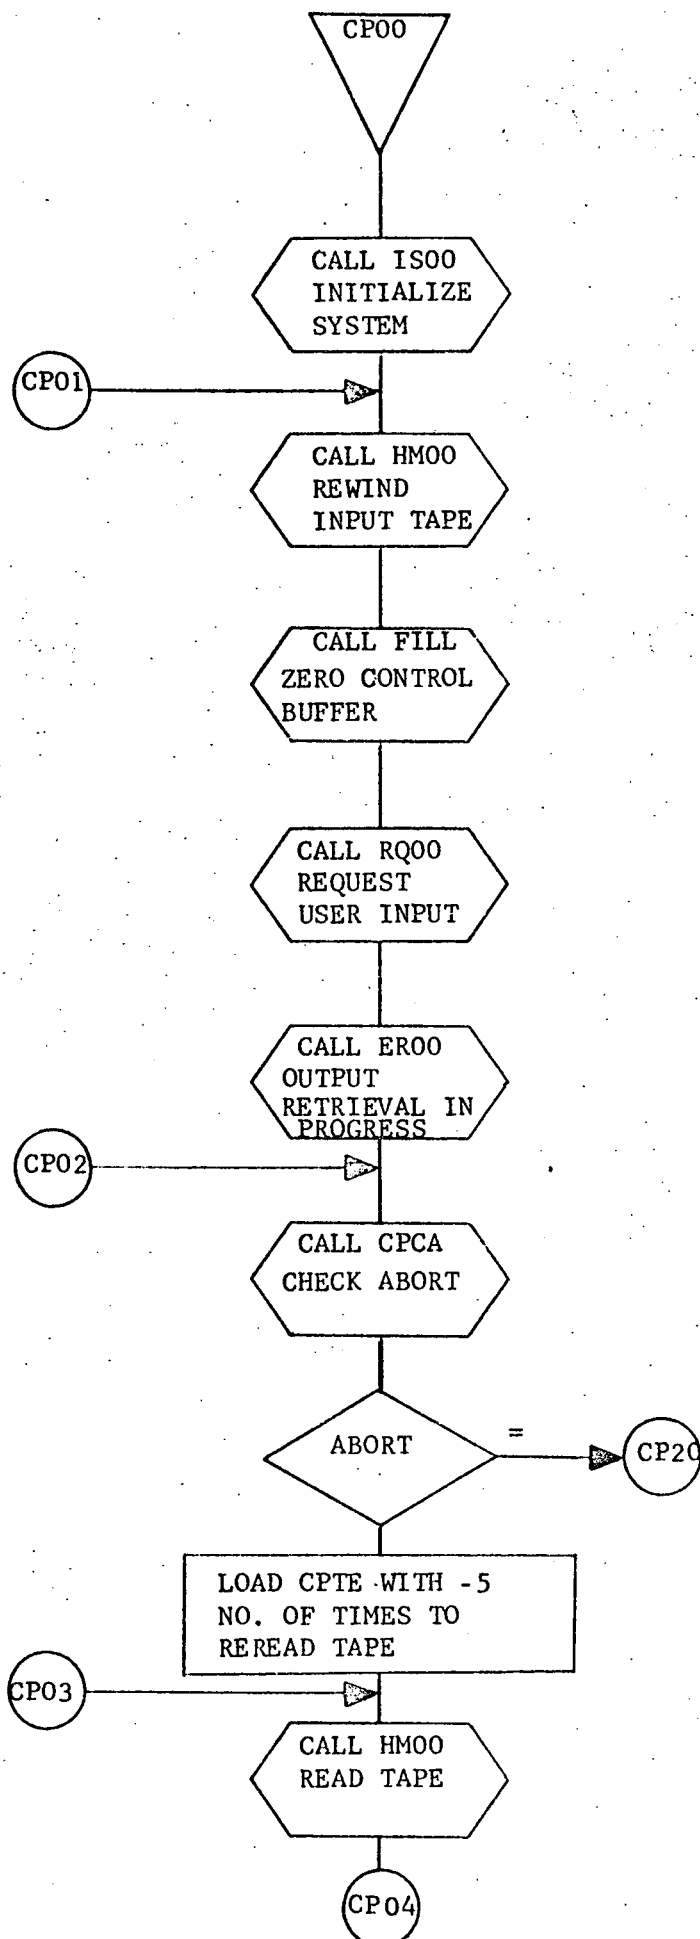 CP00
CALL IS00
INITIALIZE
SYSTEM
CP01
CALL HM00
REWIND
INPUT TAPE
CALL FILL
ZERO CONTROL
BUFFER
CALL RQ00
REQUEST
USER INPUT
CALL ER00
OUTPUT
RETRIEVAL IN
PROGRESS
CP02
CALL CPCA
CHECK ABORT
ABORT
=
CP20
LOAD CPTE WITH -5
NO. OF TIMES TO
REREAD TAPE
CP03
CALL HM00
READ TAPE
CP04